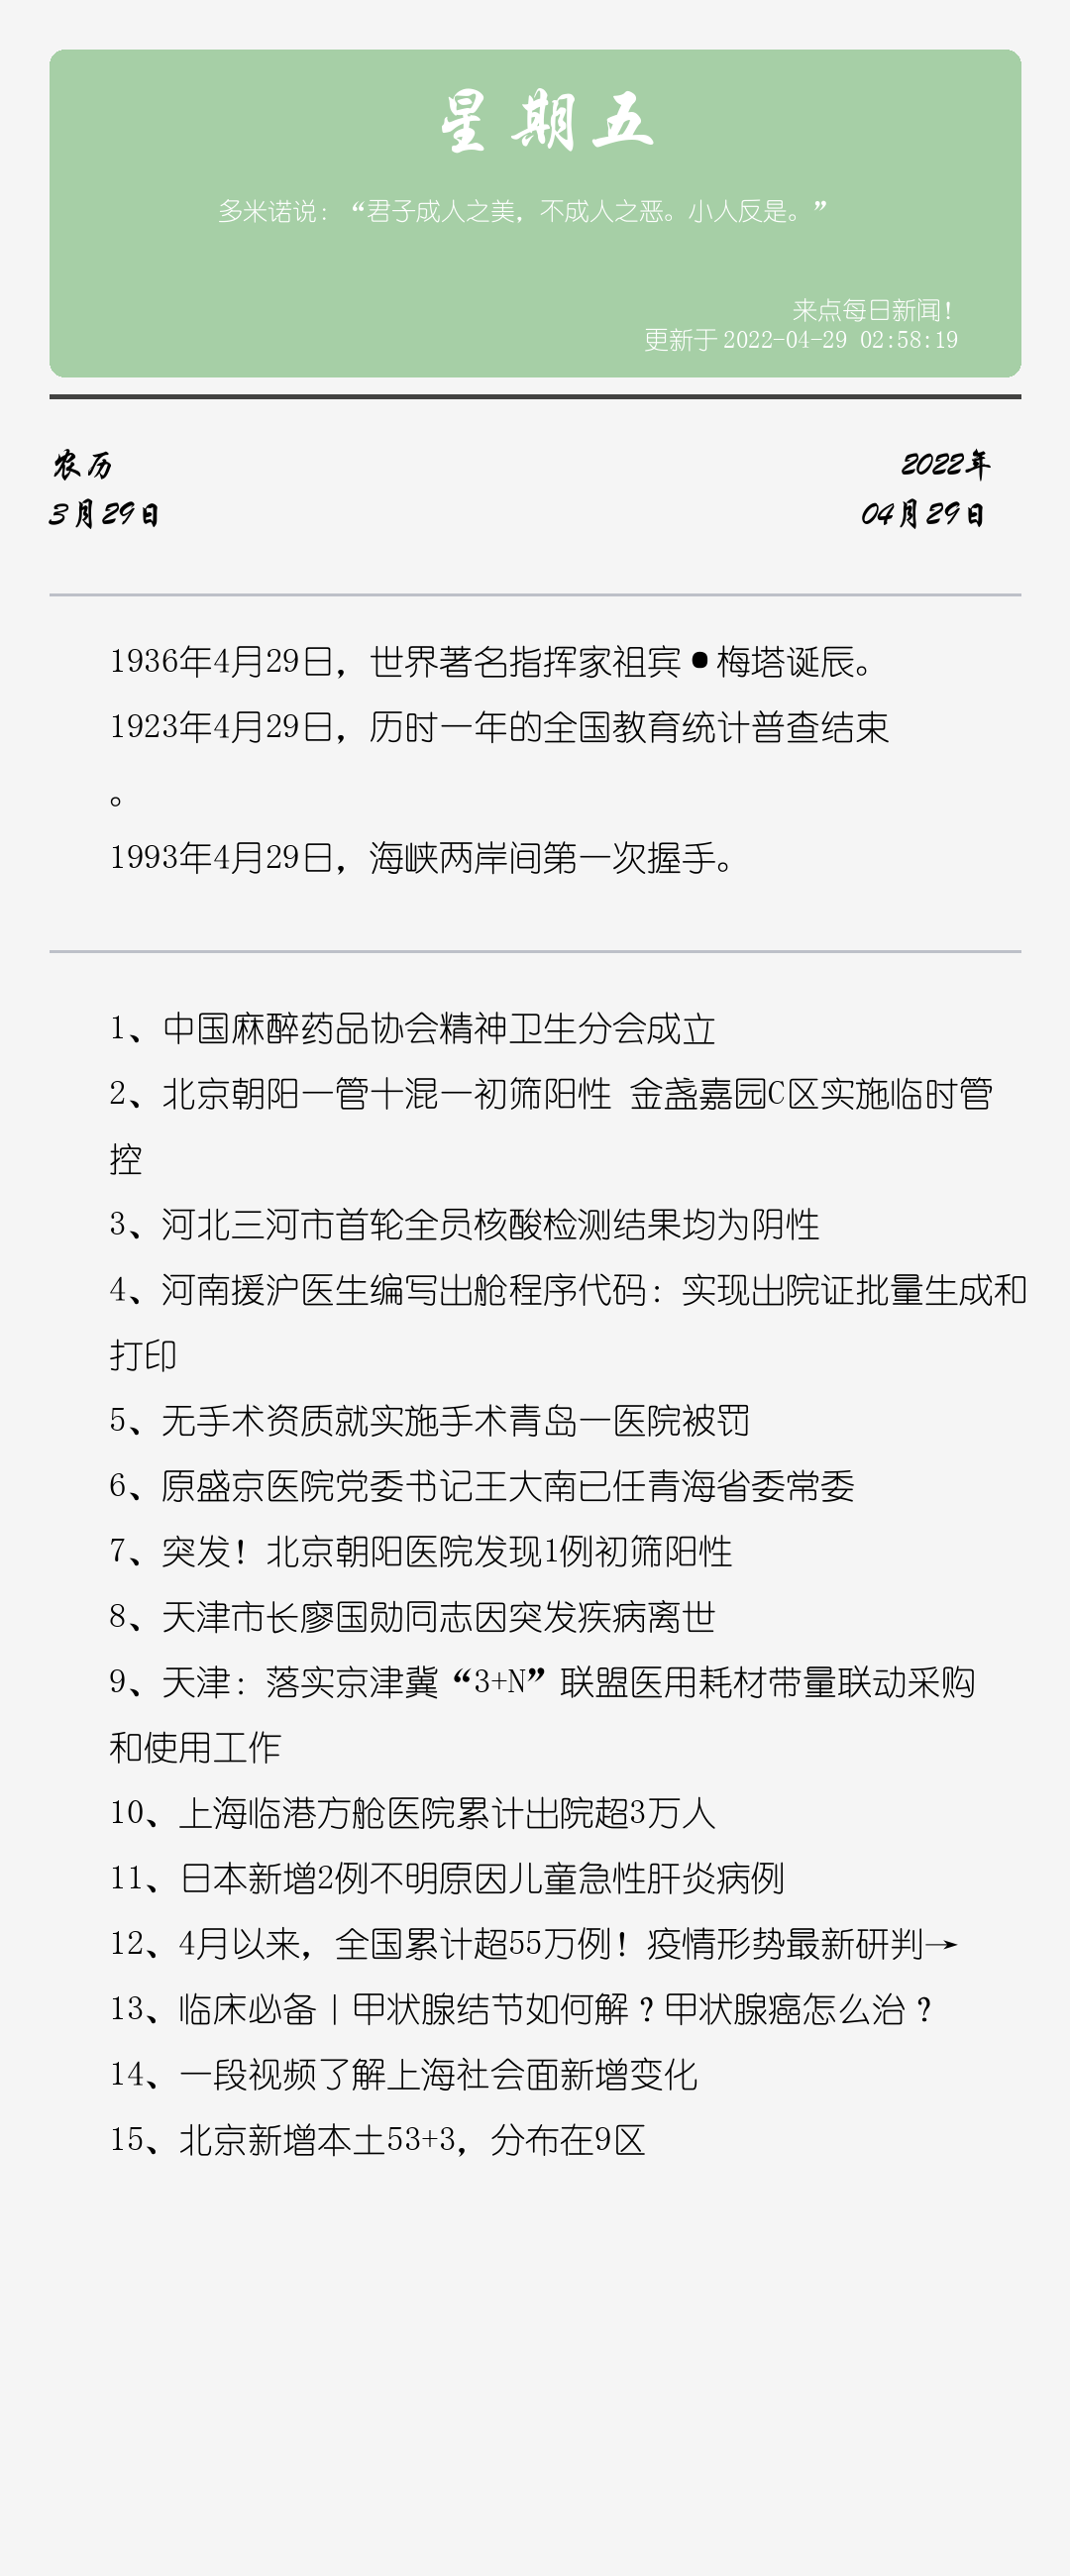 星期五
多米诺说：“君子成人之美，不成人之恶。小人反是。”
来点每日新闻！
更新于 2022-04-29 02:58:19
农历
3月29日
2022年
04月29日
1936年4月29日，世界著名指挥家祖宾●梅塔诞辰。
1923年4月29日，历时一年的全国教育统计普查结束
。
1993年4月29日，海峡两岸间第一次握手。
1、中国麻醉药品协会精神卫生分会成立
2、北京朝阳一管十混一初筛阳性 金盏嘉园C区实施临时管
控
3、河北三河市首轮全员核酸检测结果均为阴性
4、河南援沪医生编写出舱程序代码：实现出院证批量生成和
打印
5、无手术资质就实施手术青岛一医院被罚
6、原盛京医院党委书记王大南已任青海省委常委
7、突发！北京朝阳医院发现1例初筛阳性
8、天津市长廖国勋同志因突发疾病离世
9、天津：落实京津冀“3+N”联盟医用耗材带量联动采购
和使用工作
10、上海临港方舱医院累计出院超3万人
11、日本新增2例不明原因儿童急性肝炎病例
12、4月以来，全国累计超55万例！疫情形势最新研判→
13、临床必备｜甲状腺结节如何解？甲状腺癌怎么治？
14、一段视频了解上海社会面新增变化
15、北京新增本土53+3，分布在9区